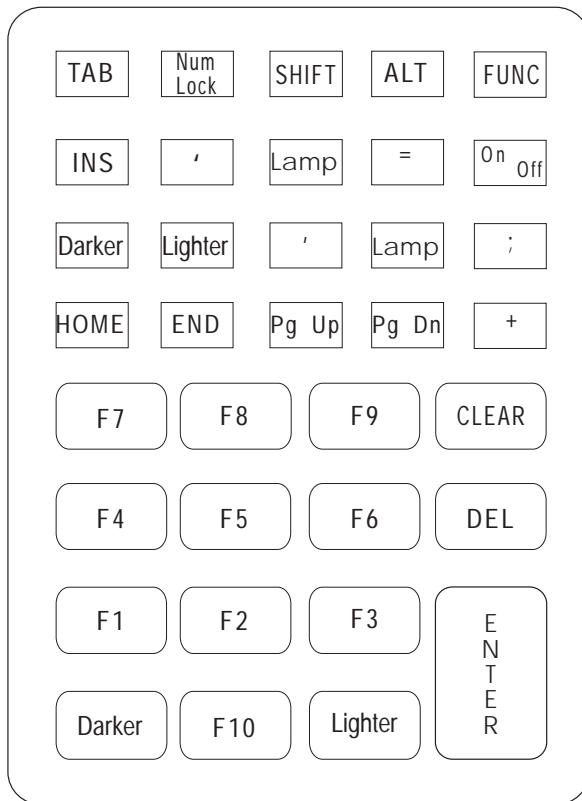 TAB Num Lock SHIFT ALT FUNC
INS ‘ Lamp = On Off
Darker Lighter ′ Lamp ;
HOME END Pg Up Pg Dn +
F7 F8 F9 CLEAR
F4 F5 F6 DEL
F1 F2 F3 ENTER
Darker F10 Lighter